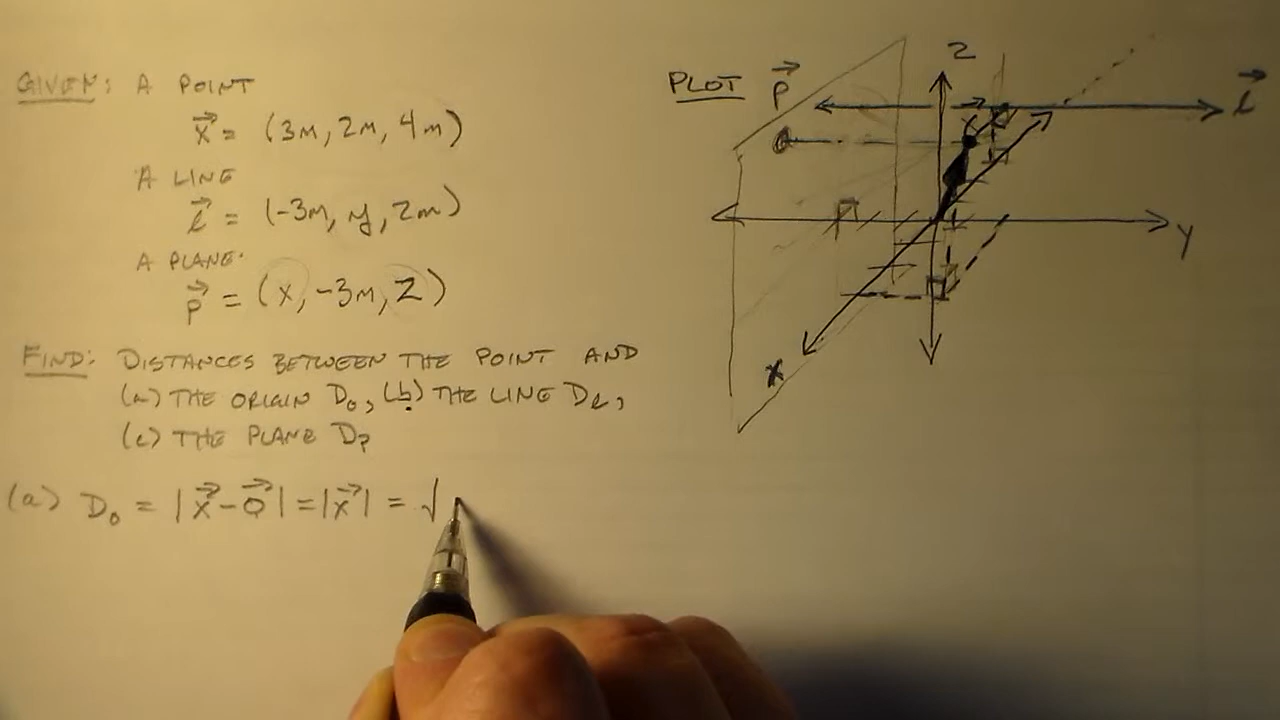 GIVEN: A POINT
x⃗ = (3m, 2m, 4m)
A LINE
ℓ⃗ = (-3m, y, 2m)
A PLANE:
p⃗ = (x, -3m, z)
FIND: DISTANCES BETWEEN THE POINT AND
(a) THE ORIGIN D₀, (b) THE LINE Dℓ,
(c) THE PLANE Dp
(a) D₀ = |x⃗ - 0⃗| = |x⃗| = √
PLOT
p⃗
z
x⃗
ℓ⃗
y
x